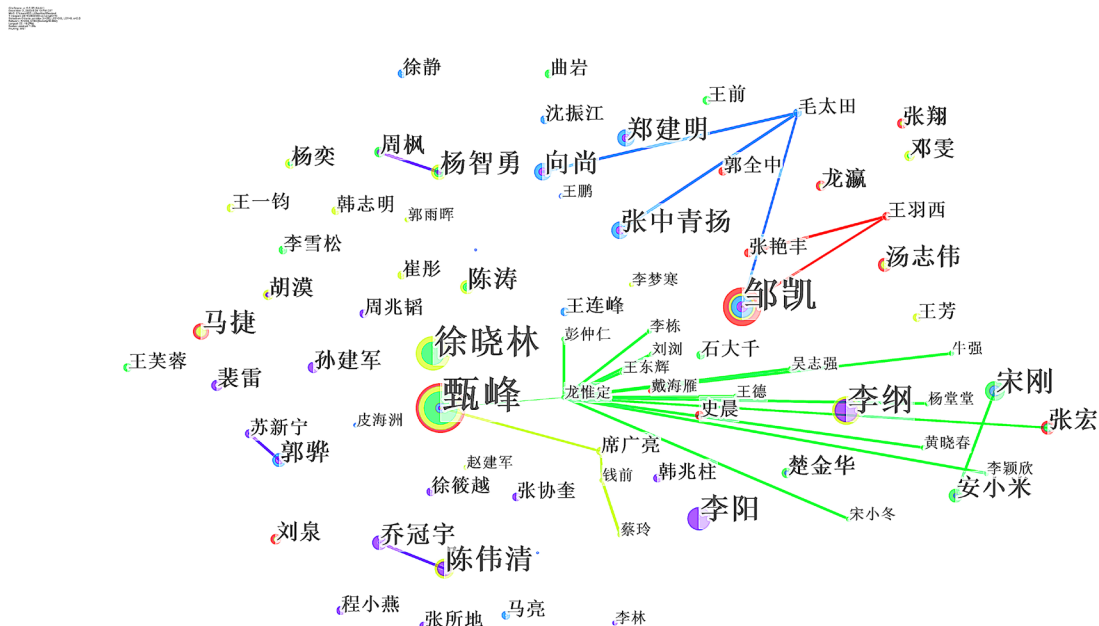 徐静
曲岩
王前
沈振江
毛太田
张翔
郑建明
周枫
邓雯
杨奕
杨智勇
向尚
郭全中
龙瀛
王鹏
王一钧
韩志明
郭雨晖
张中青扬
王羽西
李雪松
张艳丰
汤志伟
崔彤
陈涛
李梦寒
胡漠
邹凯
周兆韬
王连峰
王芳
马捷
李栋
彭仲仁
徐晓林
刘浏
石大千
牛强
王芙蓉
孙建军
王东辉
吴志强
裴雷
戴海雁
宋刚
甄峰
龙惟定
王德
李纲
杨堂堂
史晨
张宏
皮海洲
苏新宁
席广亮
黄晓春
郭骅
赵建军
楚金华
李颖欣
钱前
韩兆柱
徐筱越
张协奎
安小米
李阳
宋小冬
刘泉
乔冠宇
蔡玲
陈伟清
程小燕
马亮
张所地
李林